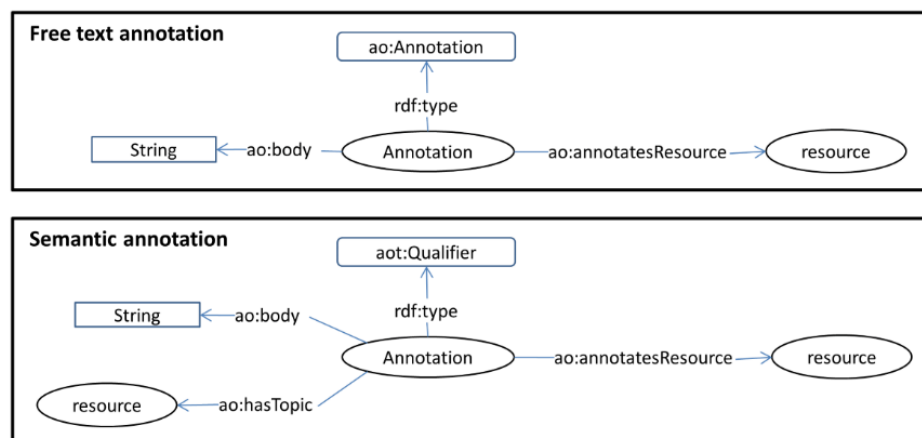 Free text annotation
ao:Annotation
rdf:type
String
ao:body
Annotation
ao:annotatesResource
resource
Semantic annotation
aot:Qualifier
String
ao:body
rdf:type
Annotation
ao:annotatesResource
resource
resource
ao:hasTopic